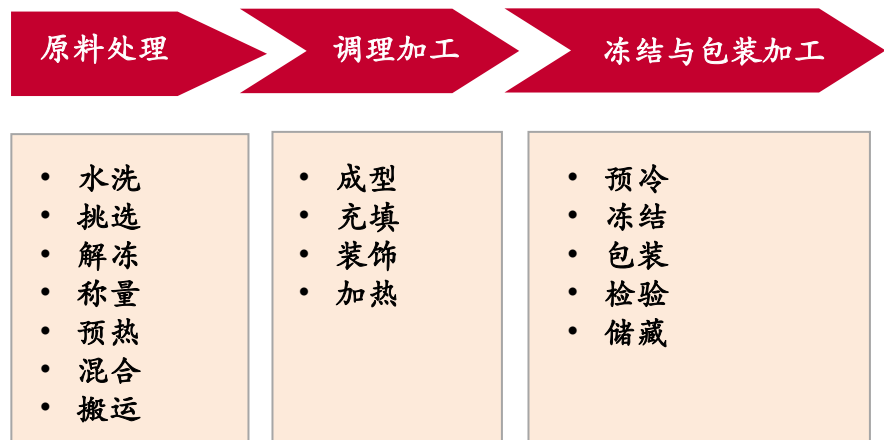 原料处理
调理加工
冻结与包装加工
• 水洗
• 挑选
• 解冻
• 称量
• 预热
• 混合
• 搬运
• 成型
• 充填
• 装饰
• 加热
• 预冷
• 冻结
• 包装
• 检验
• 储藏